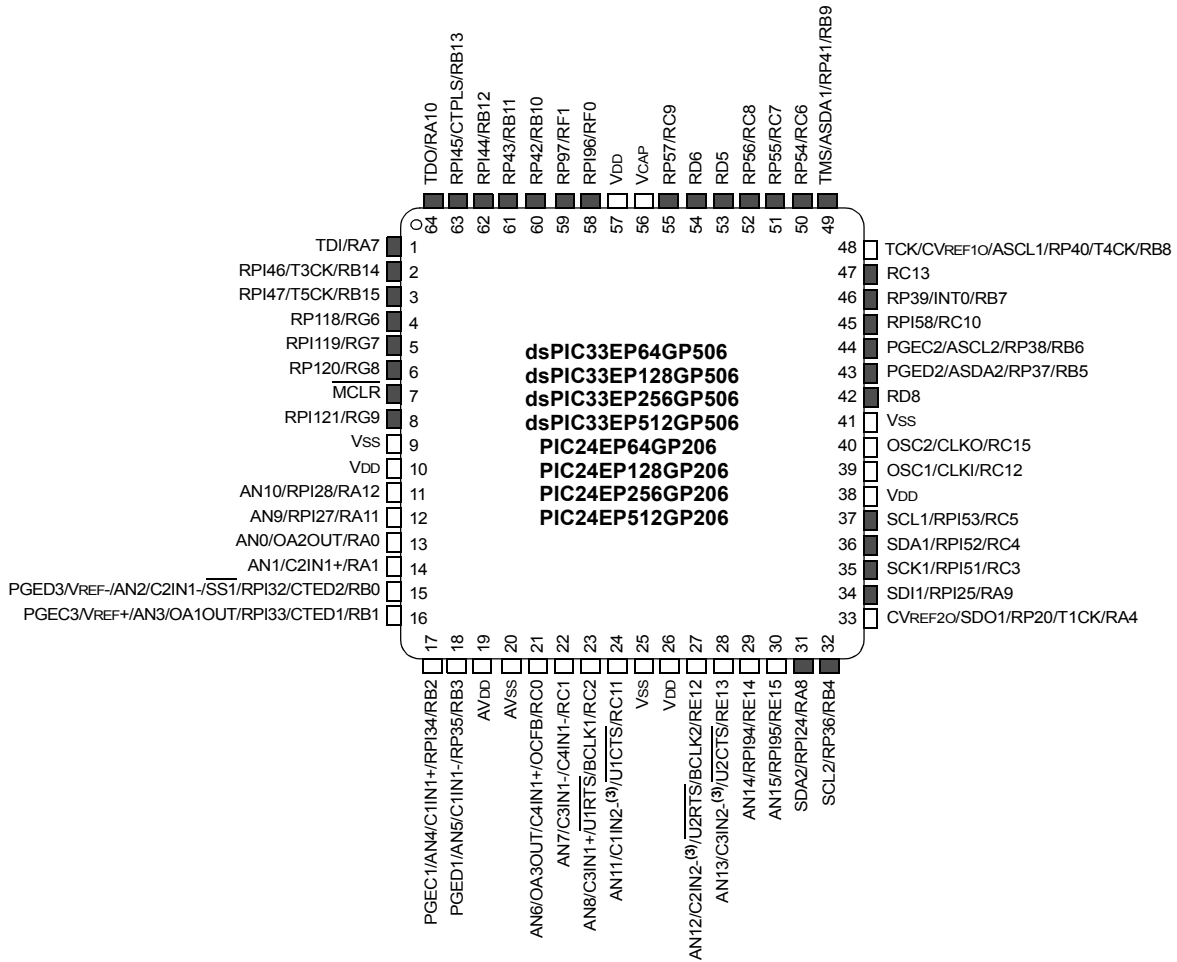 TDO/RA10
RPI45/CTPLS/RB13
RPI44/RB12
RP43/RB11
RP42/RB10
RP97/RF1
RPI96/RF0
VDD
VCAP
RP57/RC9
RD6
RD5
RP56/RC8
RP55/RC7
RP54/RC6
TMS/ASDA1/RP41/RB9
64 63 62 61 60 59 58 57 56 55 54 53 52 51 50 49
TDI/RA7 1
RPI46/T3CK/RB14 2
RPI47/T5CK/RB15 3
RP118/RG6 4
RPI119/RG7 5
RP120/RG8 6
MCLR 7
RPI121/RG9 8
VSS 9
VDD 10
AN10/RPI28/RA12 11
AN9/RPI27/RA11 12
AN0/OA2OUT/RA0 13
AN1/C2IN1+/RA1 14
PGED3/VREF-/AN2/C2IN1-/SS1/RPI32/CTED2/RB0 15
PGEC3/VREF+/AN3/OA1OUT/RPI33/CTED1/RB1 16
dsPIC33EP64GP506
dsPIC33EP128GP506
dsPIC33EP256GP506
dsPIC33EP512GP506
PIC24EP64GP206
PIC24EP128GP206
PIC24EP256GP206
PIC24EP512GP206
48 TCK/CVREF1O/ASCL1/RP40/T4CK/RB8
47 RC13
46 RP39/INT0/RB7
45 RPI58/RC10
44 PGEC2/ASCL2/RP38/RB6
43 PGED2/ASDA2/RP37/RB5
42 RD8
41 VSS
40 OSC2/CLKO/RC15
39 OSC1/CLKI/RC12
38 VDD
37 SCL1/RPI53/RC5
36 SDA1/RPI52/RC4
35 SCK1/RPI51/RC3
34 SDI1/RPI25/RA9
33 CVREF2O/SDO1/RP20/T1CK/RA4
17 18 19 20 21 22 23 24 25 26 27 28 29 30 31 32
PGEC1/AN4/C1IN1+/RPI34/RB2
PGED1/AN5/C1IN1-/RP35/RB3
AVDD
AVSS
AN6/OA3OUT/C4IN1+/OCFB/RC0
AN7/C3IN1-/C4IN1-/RC1
AN8/C3IN1+/U1RTS/BCLK1/RC2
AN11/C1IN2-(3)/U1CTS/RC11
VSS
VDD
AN12/C2IN2-(3)/U2RTS/BCLK2/RE12
AN13/C3IN2-(3)/U2CTS/RE13
AN14/RPI94/RE14
AN15/RPI95/RE15
SDA2/RPI24/RA8
SCL2/RP36/RB4